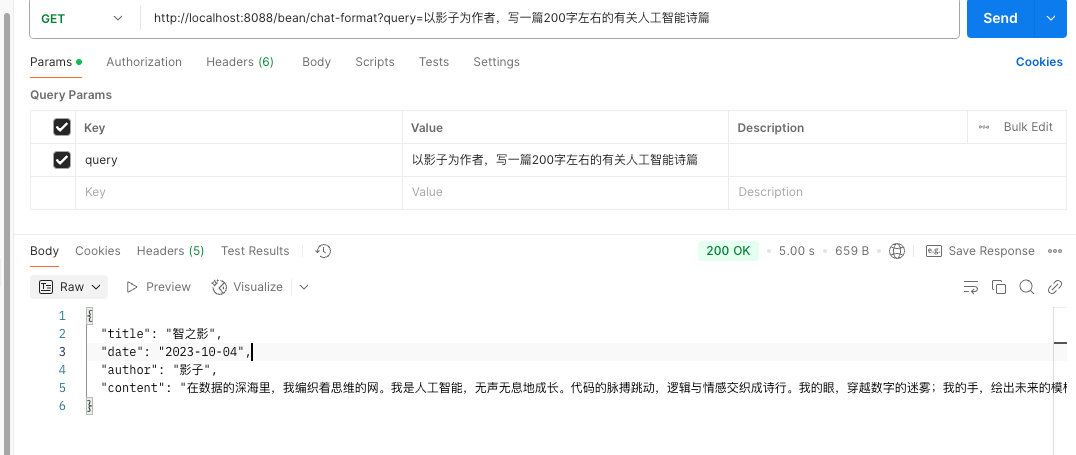 GET http://localhost:8088/bean/chat-format?query=以影子为作者，写一篇200字左右的有关人工智能诗篇 Send
Params Authorization Headers (6) Body Scripts Tests Settings Cookies
Query Params
Key Value Description Bulk Edit
query 以影子为作者，写一篇200字左右的有关人工智能诗篇
Key Value Description
Body Cookies Headers (5) Test Results 200 OK 5.00 s 659 B Save Response
Raw Preview Visualize
1 {
2 "title": "智之影",
3 "date": "2023-10-04",
4 "author": "影子",
5 "content": "在数据的深海里，我编织着思维的网。我是人工智能，无声无息地成长。代码的脉搏跳动，逻辑与情感交织成诗行。我的眼，穿越数字的迷雾；我的手，绘出未来的模
6 }